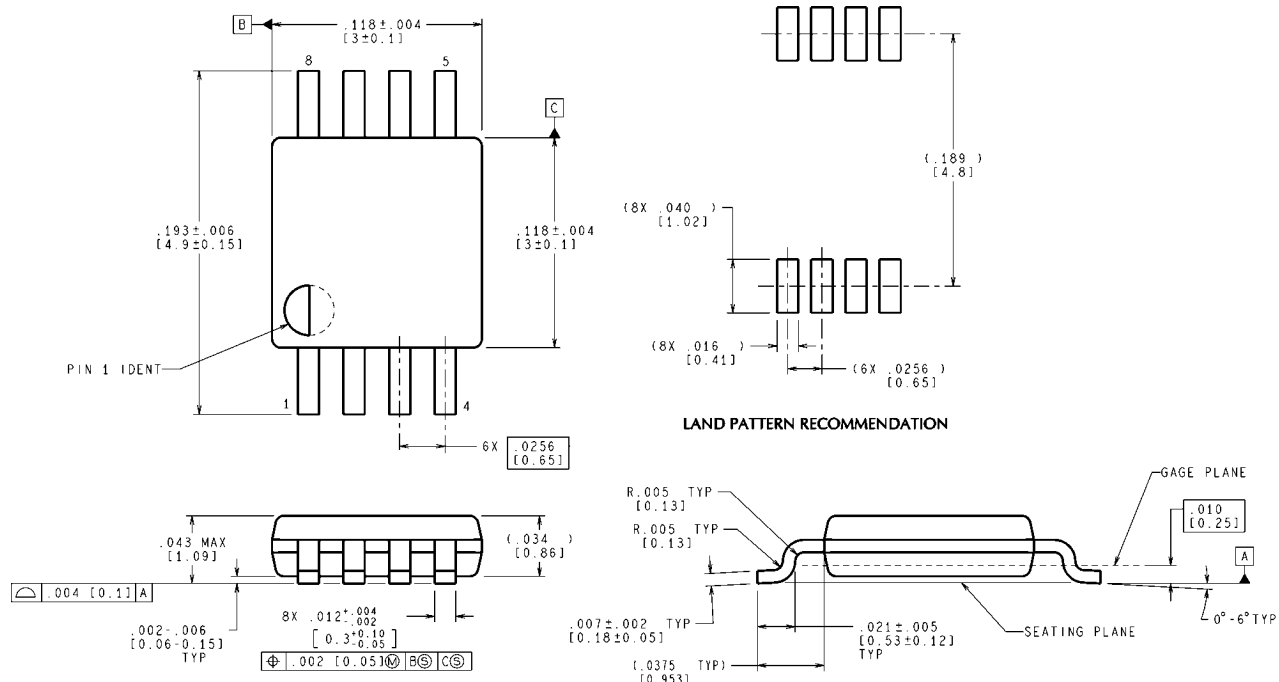 B
.118±.004
[3±0.1]
8
5
C
.193±.006
[4.9±0.15]
.118±.004
[3±0.1]
PIN 1 IDENT
1
4
6X .0256
[0.65]
(.189 )
[4.8]
(8X .040 )
[1.02]
(8X .016 )
[0.41]
(6X .0256 )
[0.65]
LAND PATTERN RECOMMENDATION
.043 MAX
[1.09]
(.034 )
[0.86]
⌓ .004 [0.1] A
.002-.006
[0.06-0.15]
TYP
8X .012+.004
-.002
[0.3+0.10
-0.05]
⌖ .002 [0.05]Ⓜ BⓈ CⓈ
GAGE PLANE
R.005 TYP
[0.13]
R.005 TYP
[0.13]
.010
[0.25]
A
0°-6°TYP
.007±.002 TYP
[0.18±0.05]
.021±.005
[0.53±0.12]
TYP
SEATING PLANE
(.0375 TYP)
[0.953]